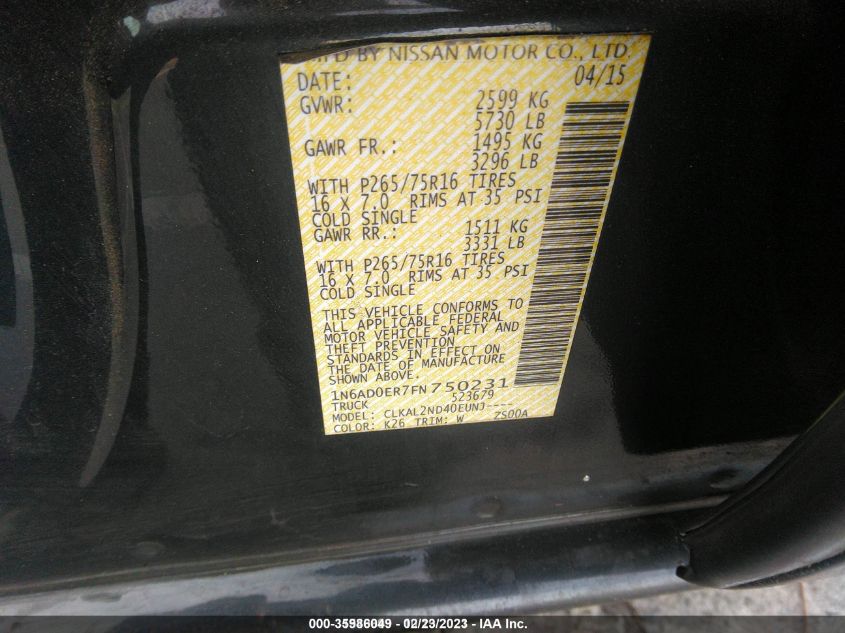 MFD BY NISSAN MOTOR CO., LTD.
DATE: 04/15
GVWR: 2599 KG
5730 LB
GAWR FR.: 1495 KG
3296 LB
WITH P265/75R16 TIRES
16 X 7.0 RIMS AT 35 PSI
COLD SINGLE
GAWR RR.: 1511 KG
3331 LB
WITH P265/75R16 TIRES
16 X 7.0 RIMS AT 35 PSI
COLD SINGLE
THIS VEHICLE CONFORMS TO
ALL APPLICABLE FEDERAL
MOTOR VEHICLE SAFETY AND
THEFT PREVENTION
STANDARDS IN EFFECT ON
THE DATE OF MANUFACTURE
SHOWN ABOVE.
1N6AD0ER7FN750231
TRUCK 523679
MODEL: CLKAL2ND40EUNJ----
COLOR: K26 TRIM: W ZS00A
000-35986049 - 02/23/2023 - IAA Inc.